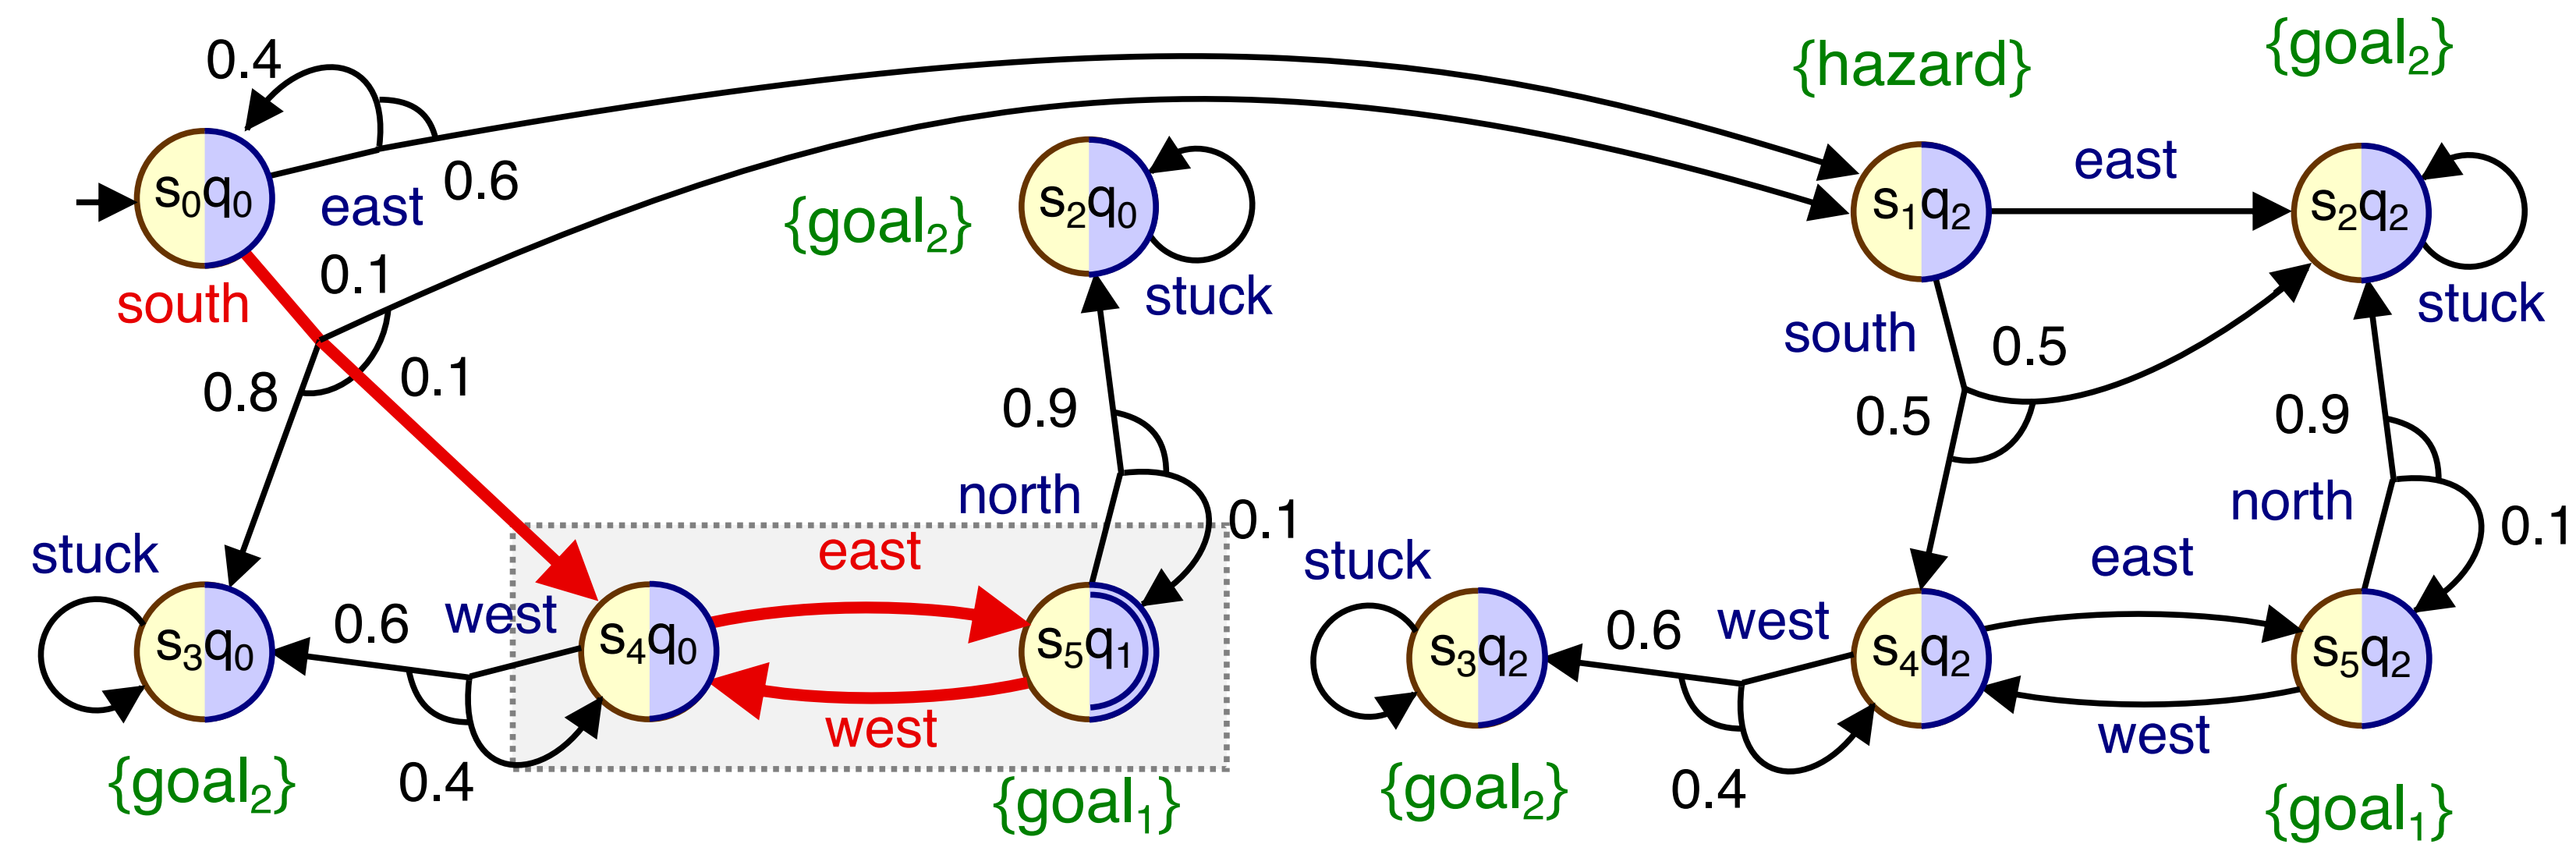 {goal₂}
{hazard}
0.4
0.6
east
s₀q₀
east
s₂q₀
{goal₂}
s₁q₂
s₂q₂
0.1
south
stuck
stuck
south
0.5
0.8
0.1
0.9
0.5
0.9
north
0.1
north
0.1
stuck
east
stuck
east
s₃q₀
0.6
west
s₄q₀
s₅q₁
s₃q₂
0.6
west
s₄q₂
s₅q₂
west
west
{goal₂}
0.4
{goal₁}
{goal₂}
0.4
{goal₁}